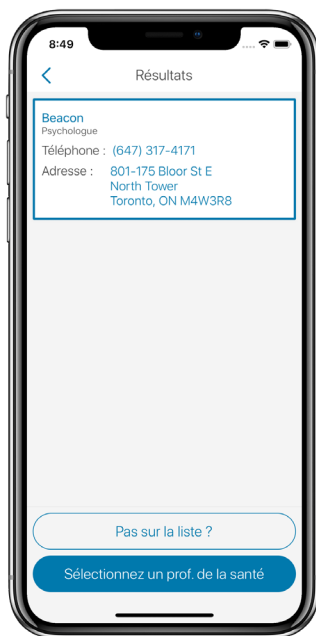 8:49
Résultats
Beacon
Psychologue
Téléphone : (647) 317-4171
Adresse : 801-175 Bloor St E
North Tower
Toronto, ON M4W3R8
Pas sur la liste ?
Sélectionnez un prof. de la santé